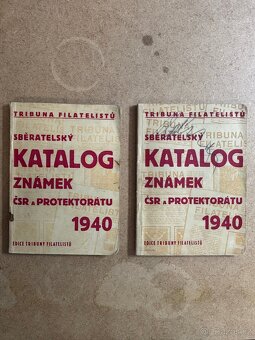 TRIBUNA FILATELISTŮ
SBĚRATELSKÝ
KATALOG
ZNÁMEK
ČSR A PROTEKTORÁTU
1940
EDICE TRIBUNY FILATELISTŮ
TRIBUNA FILATELISTŮ
SBĚRATELSKÝ
KATALOG
ZNÁMEK
ČSR A PROTEKTORÁTU
1940
EDICE TRIBUNY FILATELISTŮ